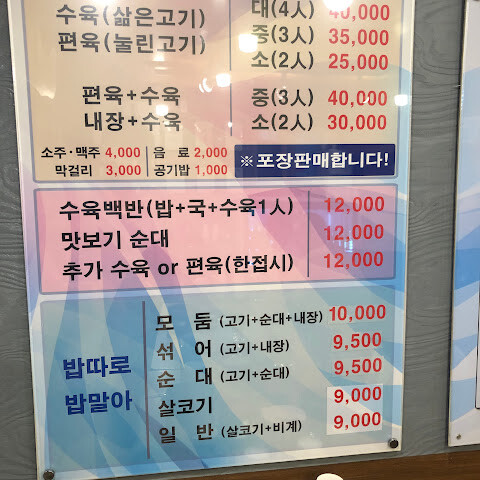 수육(삶은고기) 대(4人) 40,000
편육(눌린고기) 중(3人) 35,000
소(2人) 25,000
편육+수육 중(3人) 40,000
내장+수육 소(2人) 30,000
소주·맥주 4,000 음 료 2,000
막걸리 3,000 공기밥 1,000
※포장판매합니다!
수육백반(밥+국+수육1人) 12,000
맛보기 순대 12,000
추가 수육 or 편육(한접시) 12,000
밥따로
밥말아
모 둠 (고기+순대+내장) 10,000
섞 어 (고기+내장) 9,500
순 대 (고기+순대) 9,500
살코기 9,000
일 반 (살코기+비계) 9,000